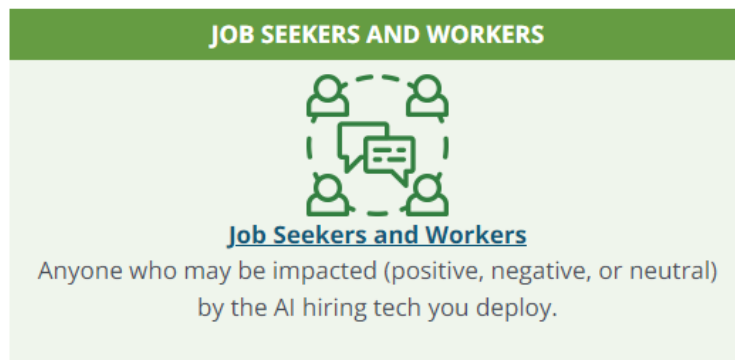 JOB SEEKERS AND WORKERS
Job Seekers and Workers
Anyone who may be impacted (positive, negative, or neutral)
by the AI hiring tech you deploy.